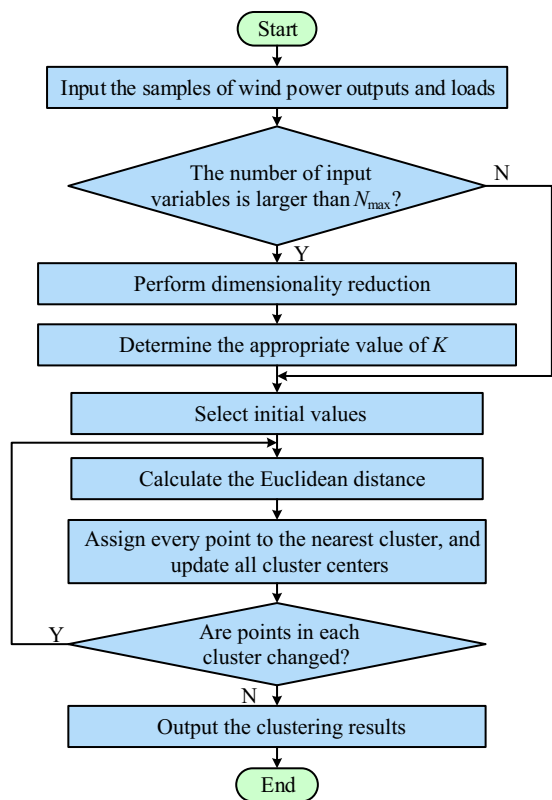 Start
Input the samples of wind power outputs and loads
The number of input
variables is larger than Nmax?
N
Y
Perform dimensionality reduction
Determine the appropriate value of K
Select initial values
Calculate the Euclidean distance
Assign every point to the nearest cluster, and
update all cluster centers
Y
Are points in each
cluster changed?
N
Output the clustering results
End